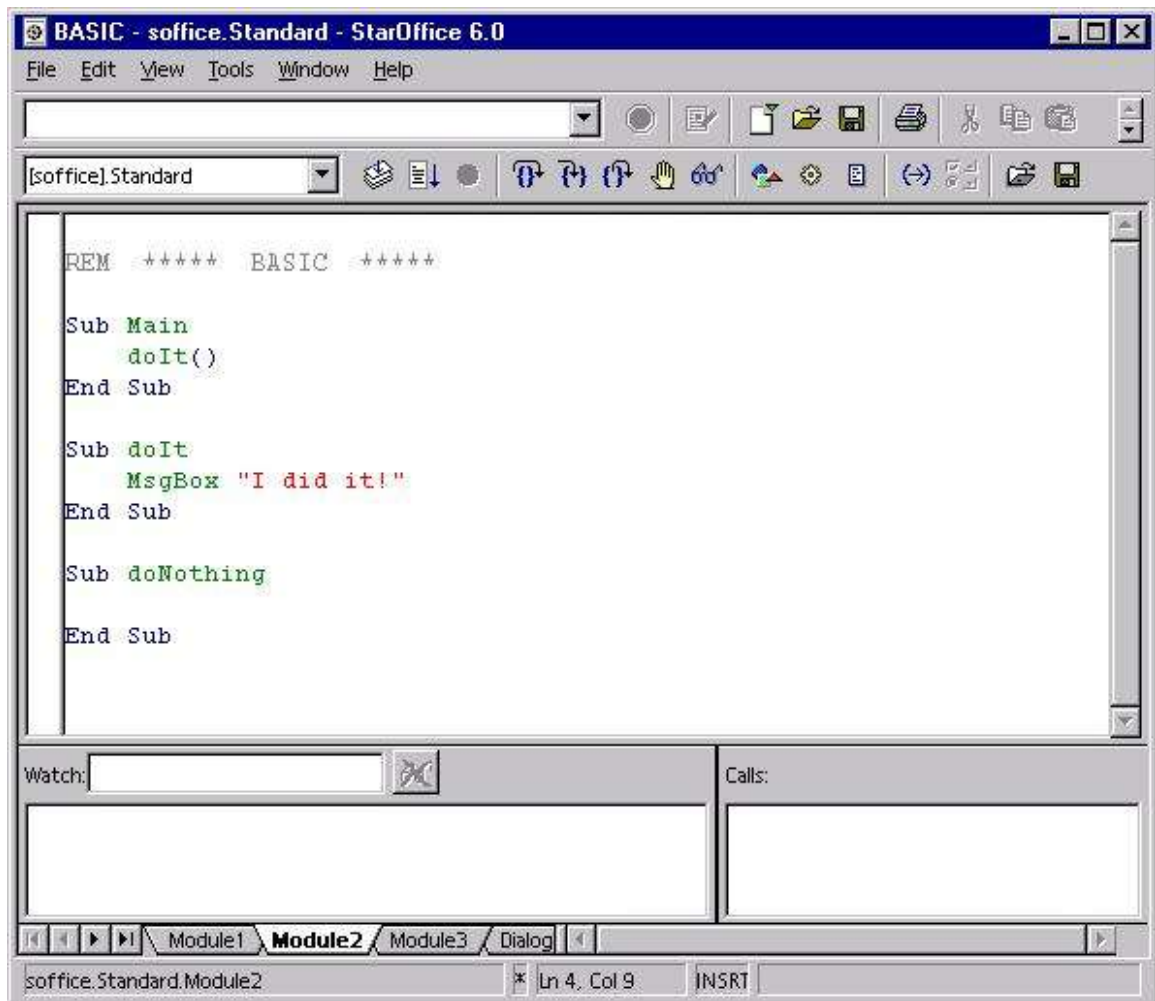 BASIC - soffice.Standard - StarOffice 6.0
File Edit View Tools Window Help
[soffice].Standard
REM ***** BASIC *****
Sub Main
doIt()
End Sub
Sub doIt
MsgBox "I did it!"
End Sub
Sub doNothing
End Sub
Watch:
Calls:
Module1 Module2 Module3 Dialog
soffice.Standard.Module2 * Ln 4, Col 9 INSRT